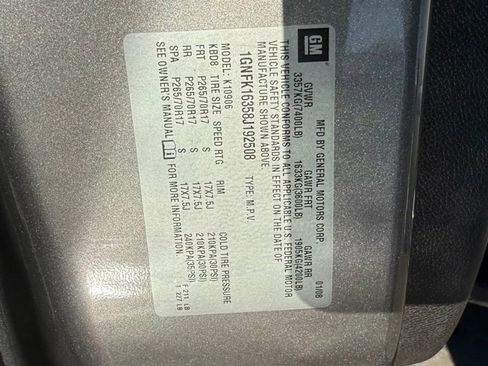 GM
MFD BY GENERAL MOTORS CORP. 01/08
GVWR GAWR FRT GAWR RR
3357KG(7400LB) 1633KG(3600LB) 1905KG(4200LB)
THIS VEHICLE CONFORMS TO ALL APPLICABLE U.S. FEDERAL MOTOR
VEHICLE SAFETY STANDARDS IN EFFECT ON THE DATE OF
MANUFACTURE SHOWN ABOVE.
1GNFK16358J192508 TYPE: M.P.V.
MODEL: K10906
KBD8 TIRE SIZE SPEED RTG RIM COLD TIRE PRESSURE
FRT P265/70R17 S 17X7.5J 210KPA(30PSI)
RR P265/70R17 S 17X7.5J 210KPA(30PSI)
SPA P265/70R17 S 17X7.5J 240KPA(35PSI)
SEE OWNER'S MANUAL FOR MORE INFORMATION.